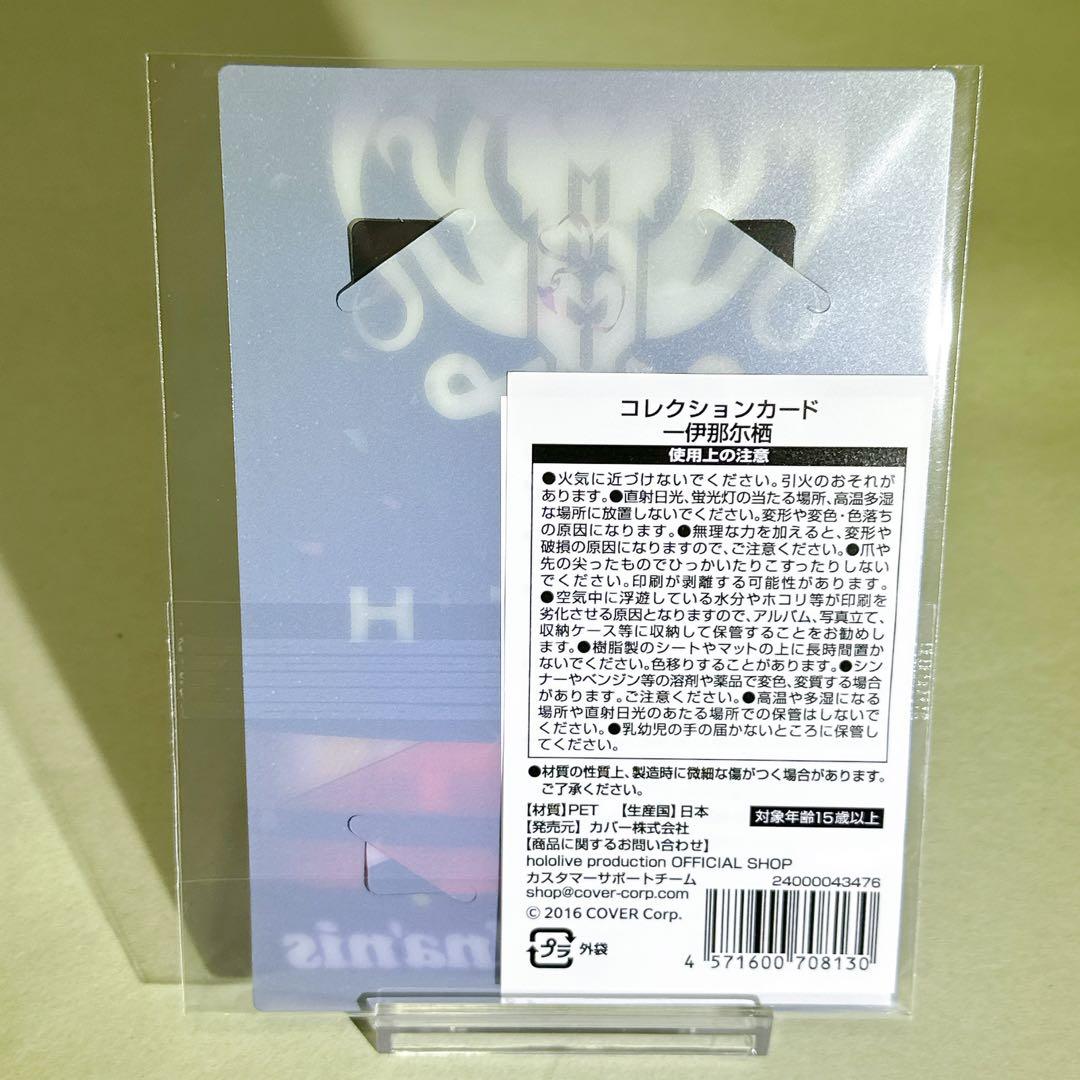 M
M
M
コレクションカード
一伊那尓栖
使用上の注意
●火気に近づけないでください。引火のおそれが
あります。●直射日光、蛍光灯の当たる場所、高温多湿
な場所に放置しないでください。変形や変色・色落ち
の原因になります。●無理な力を加えると、変形や
破損の原因になりますので、ご注意ください。●爪や
先の尖ったものでひっかいたりこすったりしない
でください。印刷が剥離する可能性があります。
●空気中に浮遊している水分やホコリ等が印刷を
劣化させる原因となりますので、アルバム、写真立て、
収納ケース等に収納して保管することをお勧めし
ます。●樹脂製のシートやマットの上に長時間置か
ないでください。色移りすることがあります。●シン
ナーやベンジン等の溶剤や薬品で変色、変質する場合
があります。ご注意ください。●高温や多湿になる
場所や直射日光のあたる場所での保管はしないで
ください。●乳幼児の手の届かないところに保管し
てください。
●材質の性質上、製造時に微細な傷がつく場合があります。
ご了承ください。
【材質】PET 【生産国】日本
【発売元】カバー株式会社
対象年齢15歳以上
【商品に関するお問い合わせ】
hololive production OFFICIAL SHOP
カスタマーサポートチーム
24000043476
shop@cover-corp.com
© 2016 COVER Corp.
プラ 外袋
4 571600 708130
H
ina'nis